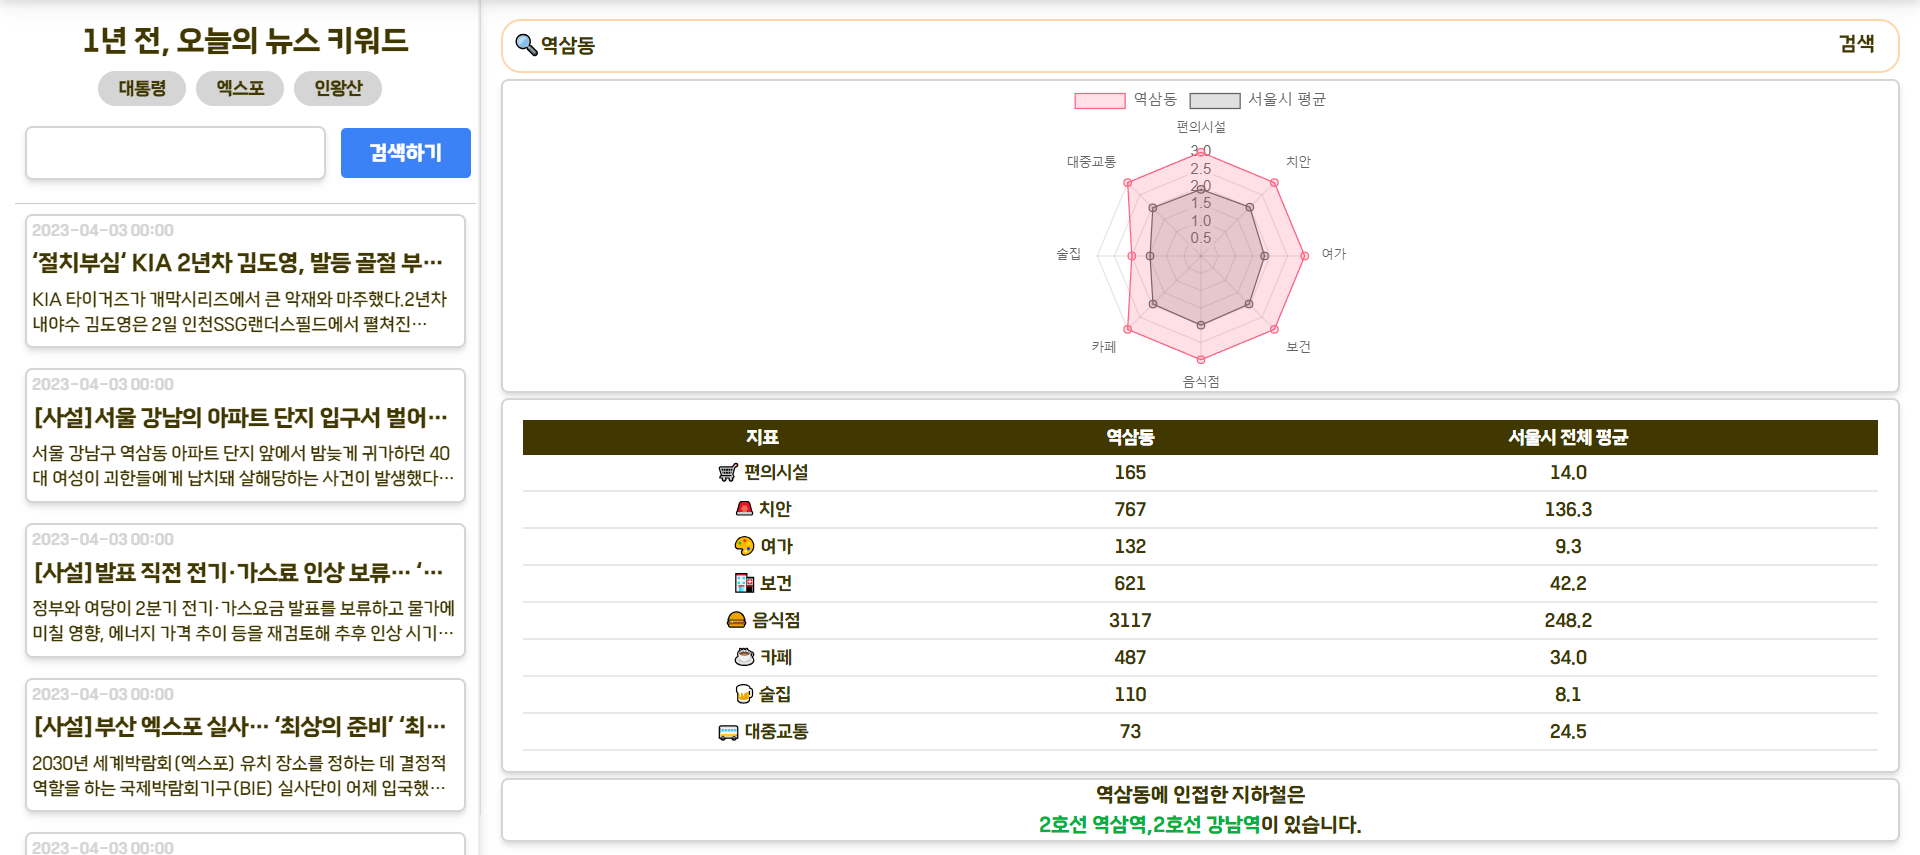 1년 전, 오늘의 뉴스 키워드
대통령 엑스포 인왕산
검색하기
2023-04-03 00:00
‘절치부심‘ KIA 2년차 김도영, 발등 골절 부…
KIA 타이거즈가 개막시리즈에서 큰 악재와 마주했다.2년차
내야수 김도영은 2일 인천SSG랜더스필드에서 펼쳐진…
2023-04-03 00:00
[사설]서울 강남의 아파트 단지 입구서 벌어…
서울 강남구 역삼동 아파트 단지 앞에서 밤늦게 귀가하던 40
대 여성이 괴한들에게 납치돼 살해당하는 사건이 발생했다…
2023-04-03 00:00
[사설]발표 직전 전기·가스료 인상 보류… ‘…
정부와 여당이 2분기 전기·가스요금 발표를 보류하고 물가에
미칠 영향, 에너지 가격 추이 등을 재검토해 추후 인상 시기…
2023-04-03 00:00
[사설]부산 엑스포 실사… ‘최상의 준비’ ‘최…
2030년 세계박람회(엑스포) 유치 장소를 정하는 데 결정적
역할을 하는 국제박람회기구(BIE) 실사단이 어제 입국했…
2023-04-03 00:00
역삼동 검색
역삼동 서울시 평균
편의시설
치안
여가
보건
음식점
카페
술집
대중교통
3.0
2.5
2.0
1.5
1.0
0.5
지표 역삼동 서울시 전체 평균
편의시설 165 14.0
치안 767 136.3
여가 132 9.3
보건 621 42.2
음식점 3117 248.2
카페 487 34.0
술집 110 8.1
대중교통 73 24.5
역삼동에 인접한 지하철은
2호선 역삼역,2호선 강남역이 있습니다.